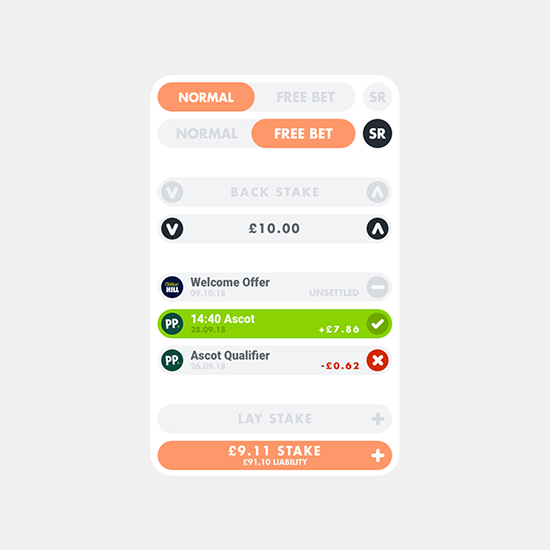 NORMAL FREE BET SR
NORMAL FREE BET SR
BACK STAKE
£10.00
William HILL Welcome Offer
09.10.18 UNSETTLED
PP. 14:40 Ascot
28.09.18 +£7.86
PP. Ascot Qualifier
26.09.18 -£0.62
LAY STAKE
£9.11 STAKE
£91.10 LIABILITY